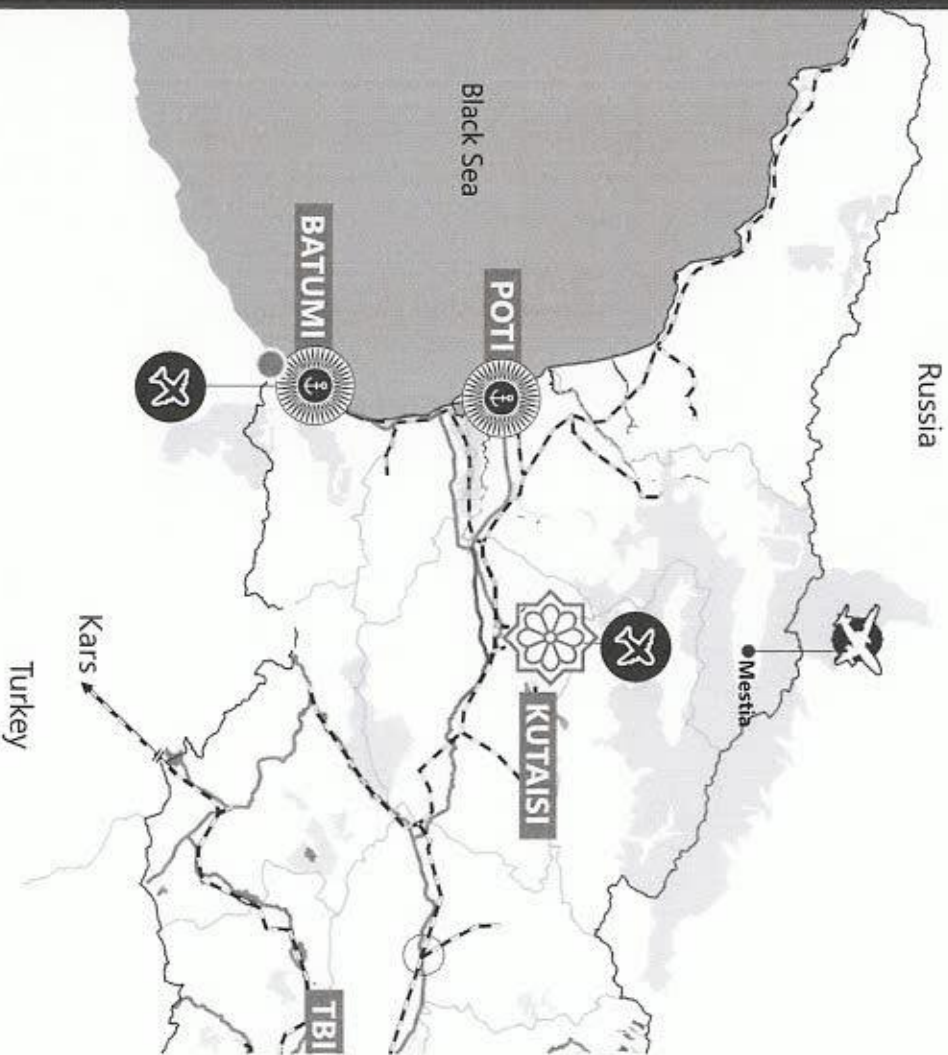 Russia
Black Sea
Mestia
POTI
KUTAISI
BATUMI
Kars
TBI
Turkey